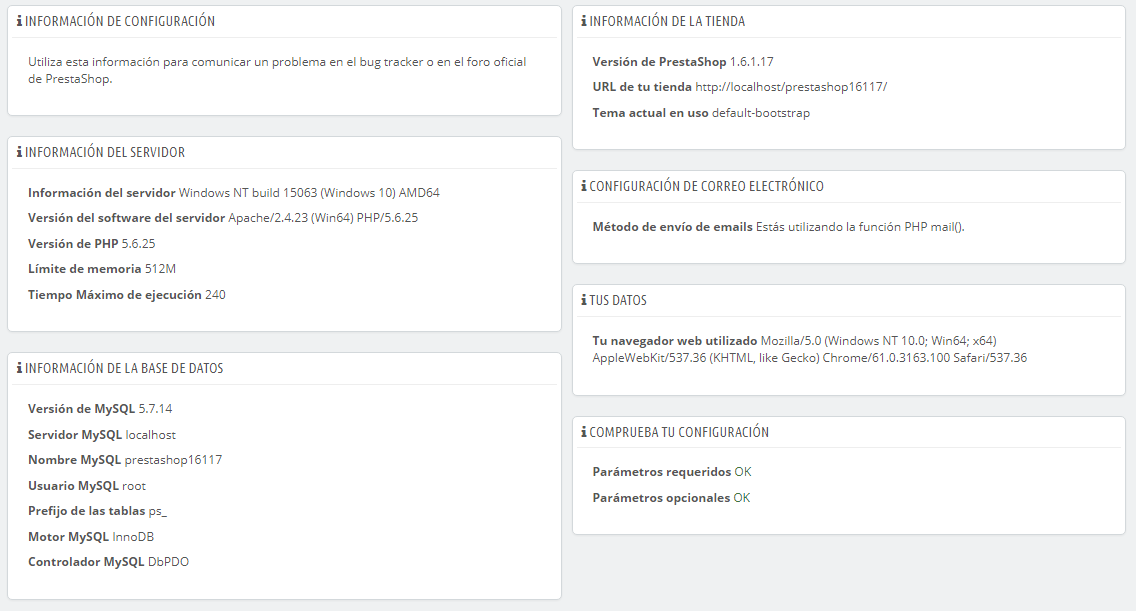 INFORMACIÓN DE CONFIGURACIÓN
Utiliza esta información para comunicar un problema en el bug tracker o en el foro oficial
de PrestaShop.
INFORMACIÓN DEL SERVIDOR
Información del servidor Windows NT build 15063 (Windows 10) AMD64
Versión del software del servidor Apache/2.4.23 (Win64) PHP/5.6.25
Versión de PHP 5.6.25
Límite de memoria 512M
Tiempo Máximo de ejecución 240
INFORMACIÓN DE LA BASE DE DATOS
Versión de MySQL 5.7.14
Servidor MySQL localhost
Nombre MySQL prestashop16117
Usuario MySQL root
Prefijo de las tablas ps_
Motor MySQL InnoDB
Controlador MySQL DbPDO
INFORMACIÓN DE LA TIENDA
Versión de PrestaShop 1.6.1.17
URL de tu tienda http://localhost/prestashop16117/
Tema actual en uso default-bootstrap
CONFIGURACIÓN DE CORREO ELECTRÓNICO
Método de envío de emails Estás utilizando la función PHP mail().
TUS DATOS
Tu navegador web utilizado Mozilla/5.0 (Windows NT 10.0; Win64; x64)
AppleWebKit/537.36 (KHTML, like Gecko) Chrome/61.0.3163.100 Safari/537.36
COMPRUEBA TU CONFIGURACIÓN
Parámetros requeridos OK
Parámetros opcionales OK